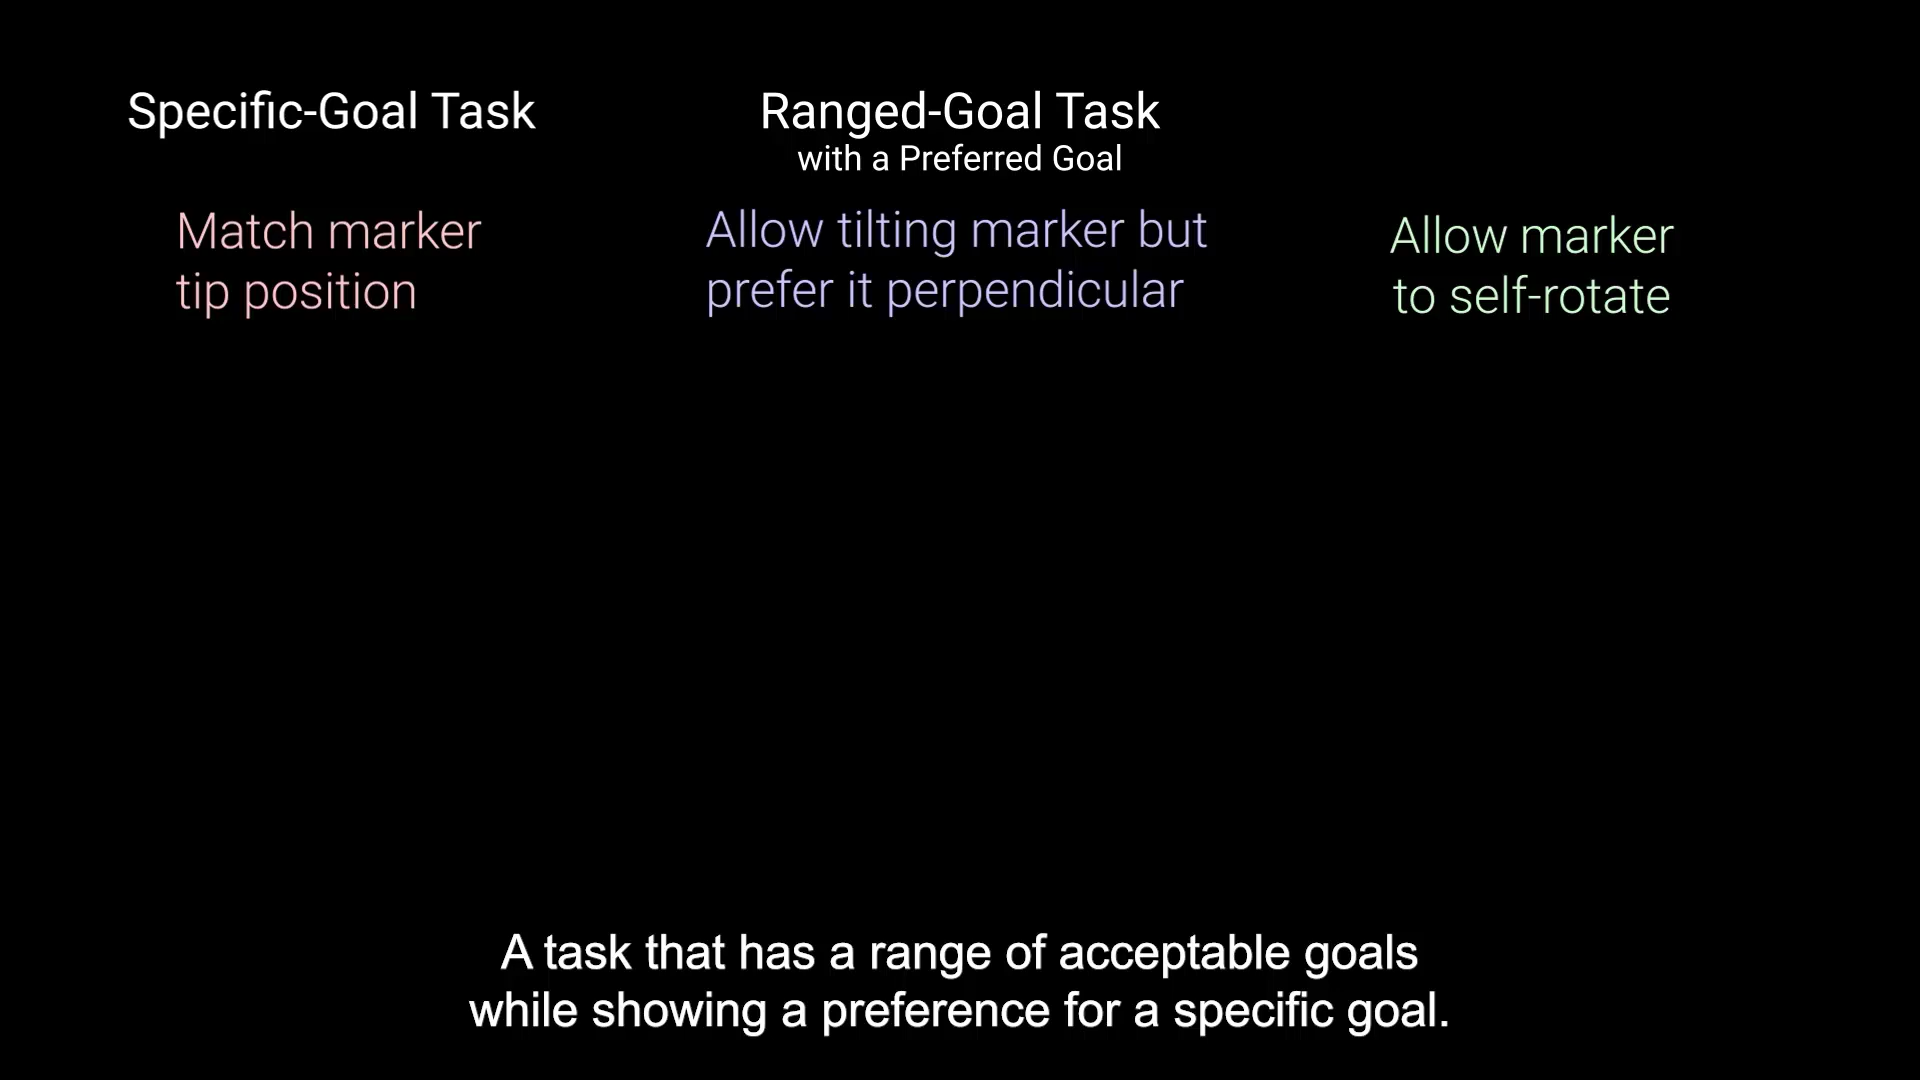 Specific-Goal Task
Match marker
tip position
Ranged-Goal Task
with a Preferred Goal
Allow tilting marker but
prefer it perpendicular
Allow marker
to self-rotate
A task that has a range of acceptable goals
while showing a preference for a specific goal.